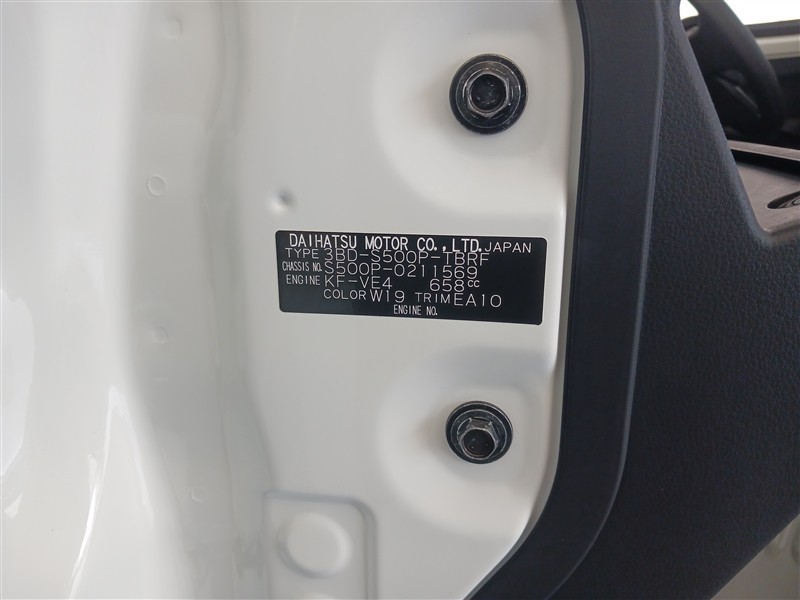 DAIHATSU MOTOR CO., LTD. JAPAN
TYPE 3BD-S500P-TBRF
CHASSIS NO. S500P-0211569
ENGINE KF-VE4 658cc
COLOR W19 TRIM EA10
ENGINE NO.